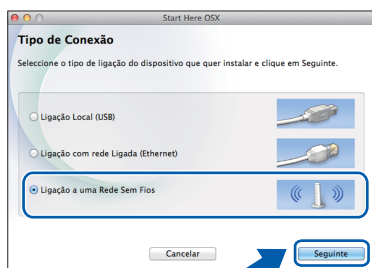 Start Here OSX
Tipo de Conexão
Seleccione o tipo de ligação do dispositivo que quer instalar e clique em Seguinte.
Ligação Local (USB)
Ligação com rede Ligada (Ethernet)
Ligação a uma Rede Sem Fios
Cancelar
Seguinte